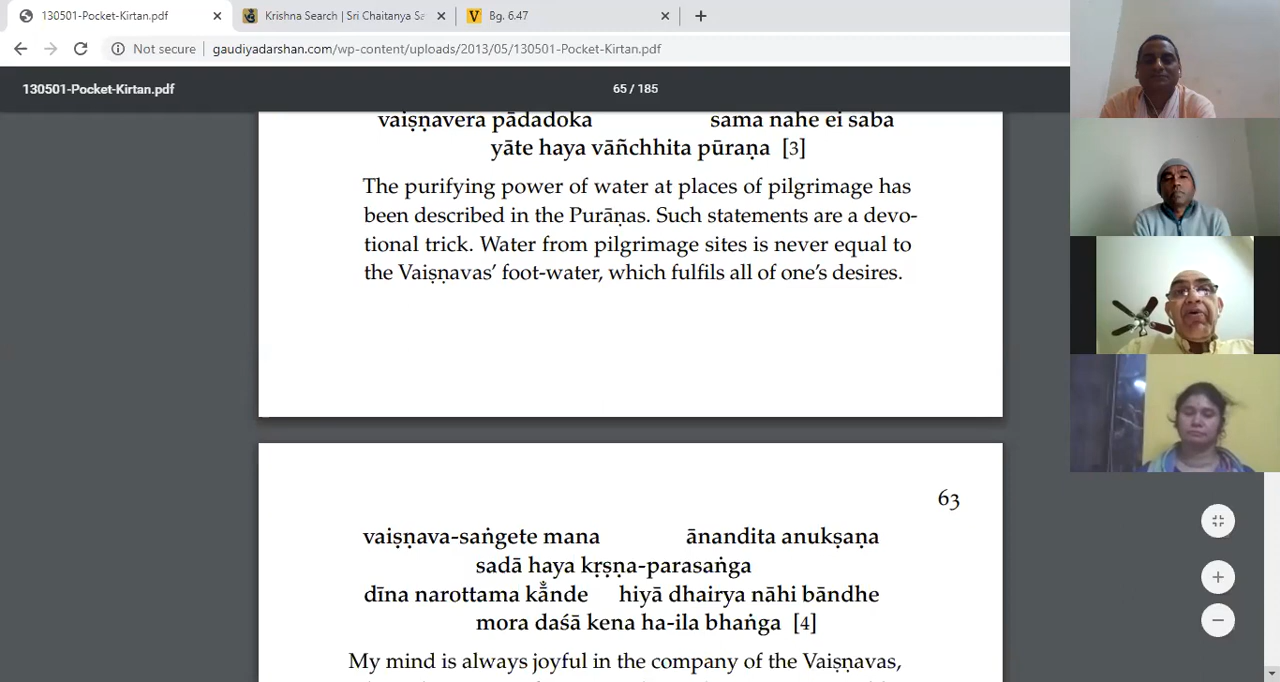 130501-Pocket-Kirtan.pdf
Krishna Search | Sri Chaitanya Sa
Bg. 6.47
Not secure
gaudiyadarshan.com/wp-content/uploads/2013/05/130501-Pocket-Kirtan.pdf
130501-Pocket-Kirtan.pdf
65 / 185
vaiṣṇavera pādadoka sama nahe ei saba
yāte haya vāñchhita pūraṇa [3]
The purifying power of water at places of pilgrimage has
been described in the Purāṇas. Such statements are a devo-
tional trick. Water from pilgrimage sites is never equal to
the Vaiṣṇavas’ foot-water, which fulfils all of one’s desires.
63
vaiṣṇava-saṅgete mana ānandita anukṣaṇa
sadā haya kṛṣṇa-parasaṅga
dīna narottama kā̐nde hiyā dhairya nāhi bāndhe
mora daśā kena ha-ila bhaṅga [4]
My mind is always joyful in the company of the Vaiṣṇavas,